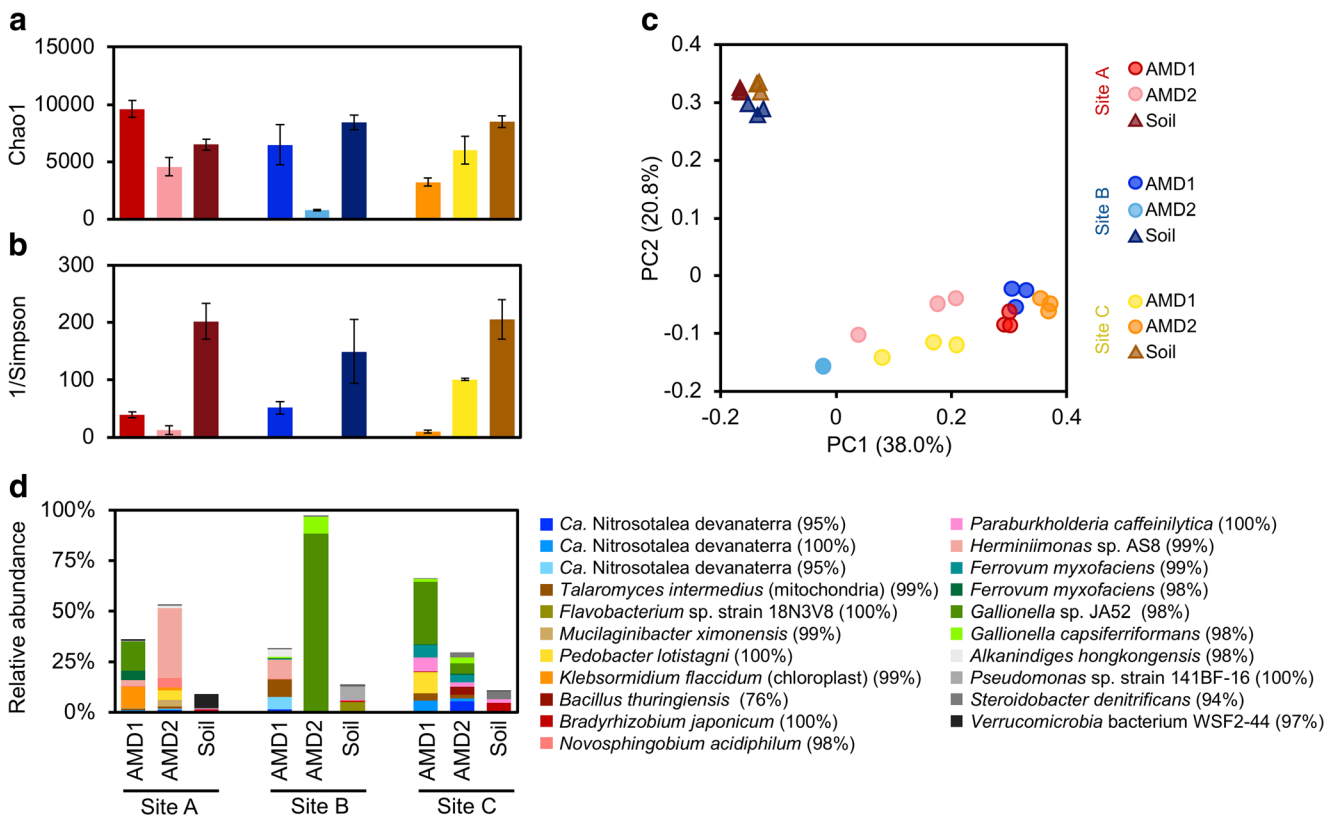 a
15000
10000
5000
0
Chao1
b
300
200
100
0
1/Simpson
c
0.4
0.3
0.2
0.1
0
-0.1
-0.2
PC2 (20.8%)
-0.2
0
0.2
0.4
PC1 (38.0%)
Site A
AMD1
AMD2
Soil
Site B
AMD1
AMD2
Soil
Site C
AMD1
AMD2
Soil
d
100%
75%
50%
25%
0%
Relative abundance
AMD1
AMD2
Soil
AMD1
AMD2
Soil
AMD1
AMD2
Soil
Site A
Site B
Site C
Ca. Nitrosotalea devanaterra (95%)
Ca. Nitrosotalea devanaterra (100%)
Ca. Nitrosotalea devanaterra (95%)
Talaromyces intermedius (mitochondria) (99%)
Flavobacterium sp. strain 18N3V8 (100%)
Mucilaginibacter ximonensis (99%)
Pedobacter lotistagni (100%)
Klebsormidium flaccidum (chloroplast) (99%)
Bacillus thuringiensis (76%)
Bradyrhizobium japonicum (100%)
Novosphingobium acidiphilum (98%)
Paraburkholderia caffeinilytica (100%)
Herminiimonas sp. AS8 (99%)
Ferrovum myxofaciens (99%)
Ferrovum myxofaciens (98%)
Gallionella sp. JA52 (98%)
Gallionella capsiferriformans (98%)
Alkanindiges hongkongensis (98%)
Pseudomonas sp. strain 141BF-16 (100%)
Steroidobacter denitrificans (94%)
Verrucomicrobia bacterium WSF2-44 (97%)